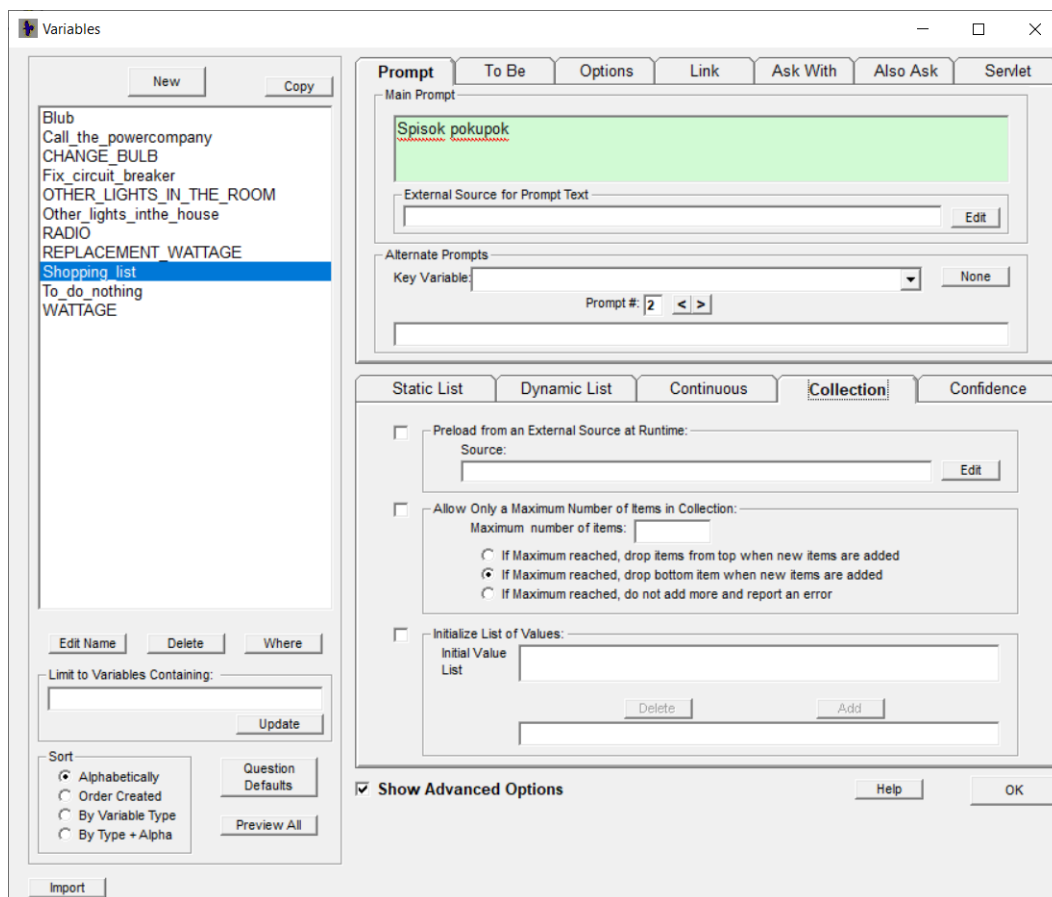 Variables
New
Copy
Blub
Call_the_powercompany
CHANGE_BULB
Fix_circuit_breaker
OTHER_LIGHTS_IN_THE_ROOM
Other_lights_inthe_house
RADIO
REPLACEMENT_WATTAGE
Shopping_list
To_do_nothing
WATTAGE
Edit Name Delete Where
Limit to Variables Containing:
Update
Sort
Alphabetically
Order Created
By Variable Type
By Type + Alpha
Question
Defaults
Preview All
Import
Prompt To Be Options Link Ask With Also Ask Servlet
Main Prompt
Spisok pokupok
External Source for Prompt Text
Edit
Alternate Prompts
Key Variable:
None
Prompt #: 2 < >
Static List Dynamic List Continuous Collection Confidence
Preload from an External Source at Runtime:
Source:
Edit
Allow Only a Maximum Number of Items in Collection:
Maximum number of items:
If Maximum reached, drop items from top when new items are added
If Maximum reached, drop bottom item when new items are added
If Maximum reached, do not add more and report an error
Initialize List of Values:
Initial Value
List
Delete Add
Show Advanced Options
Help OK